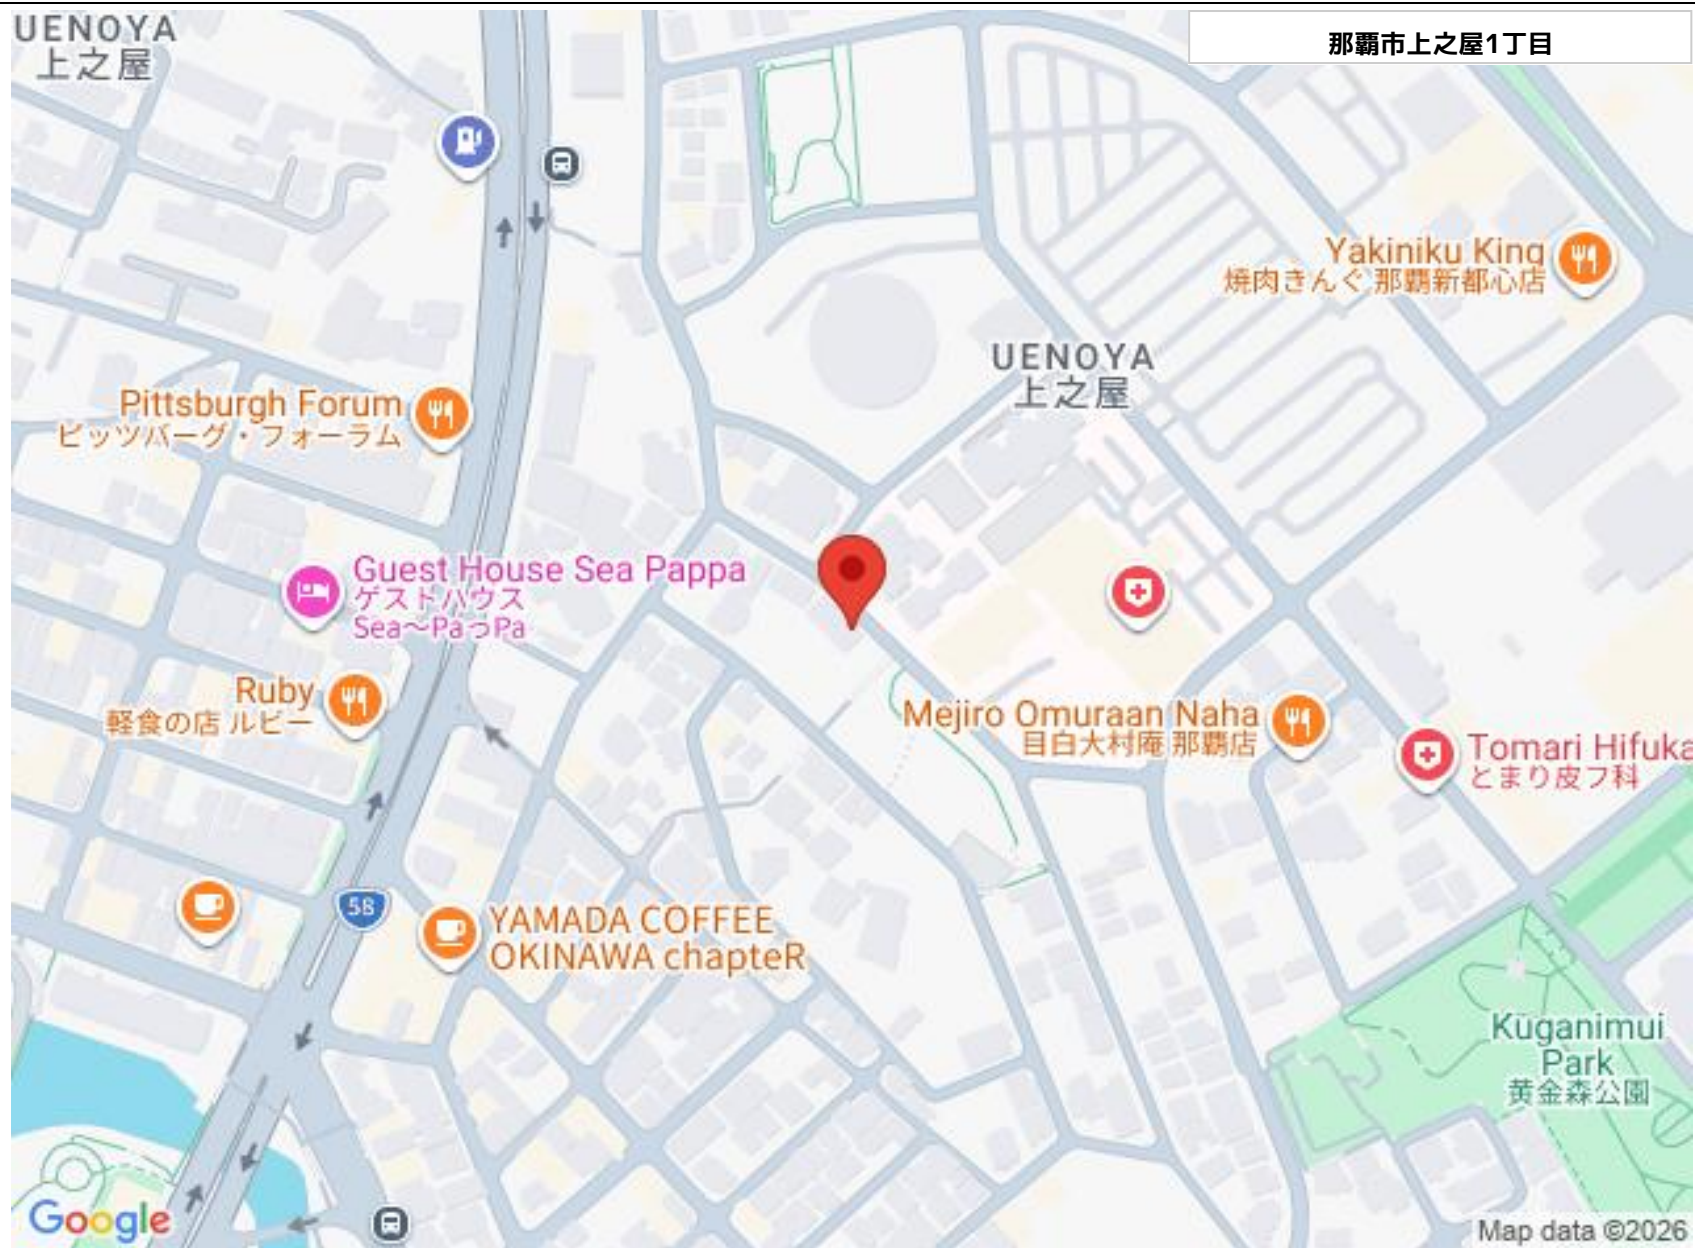 UENOYA
上之屋
那覇市上之屋1丁目
Yakiniku King
焼肉きんぐ 那覇新都心店
UENOYA
上之屋
Pittsburgh Forum
ピッツバーグ・フォーラム
Guest House Sea Pappa
ゲストハウス
Sea～PaっPa
Ruby
軽食の店 ルビー
Mejiro Omuraan Naha
目白大村庵 那覇店
Tomari Hifuka
とまり皮フ科
58
YAMADA COFFEE
OKINAWA chapteR
Kuganimui
Park
黄金森公園
Google
Map data ©2026